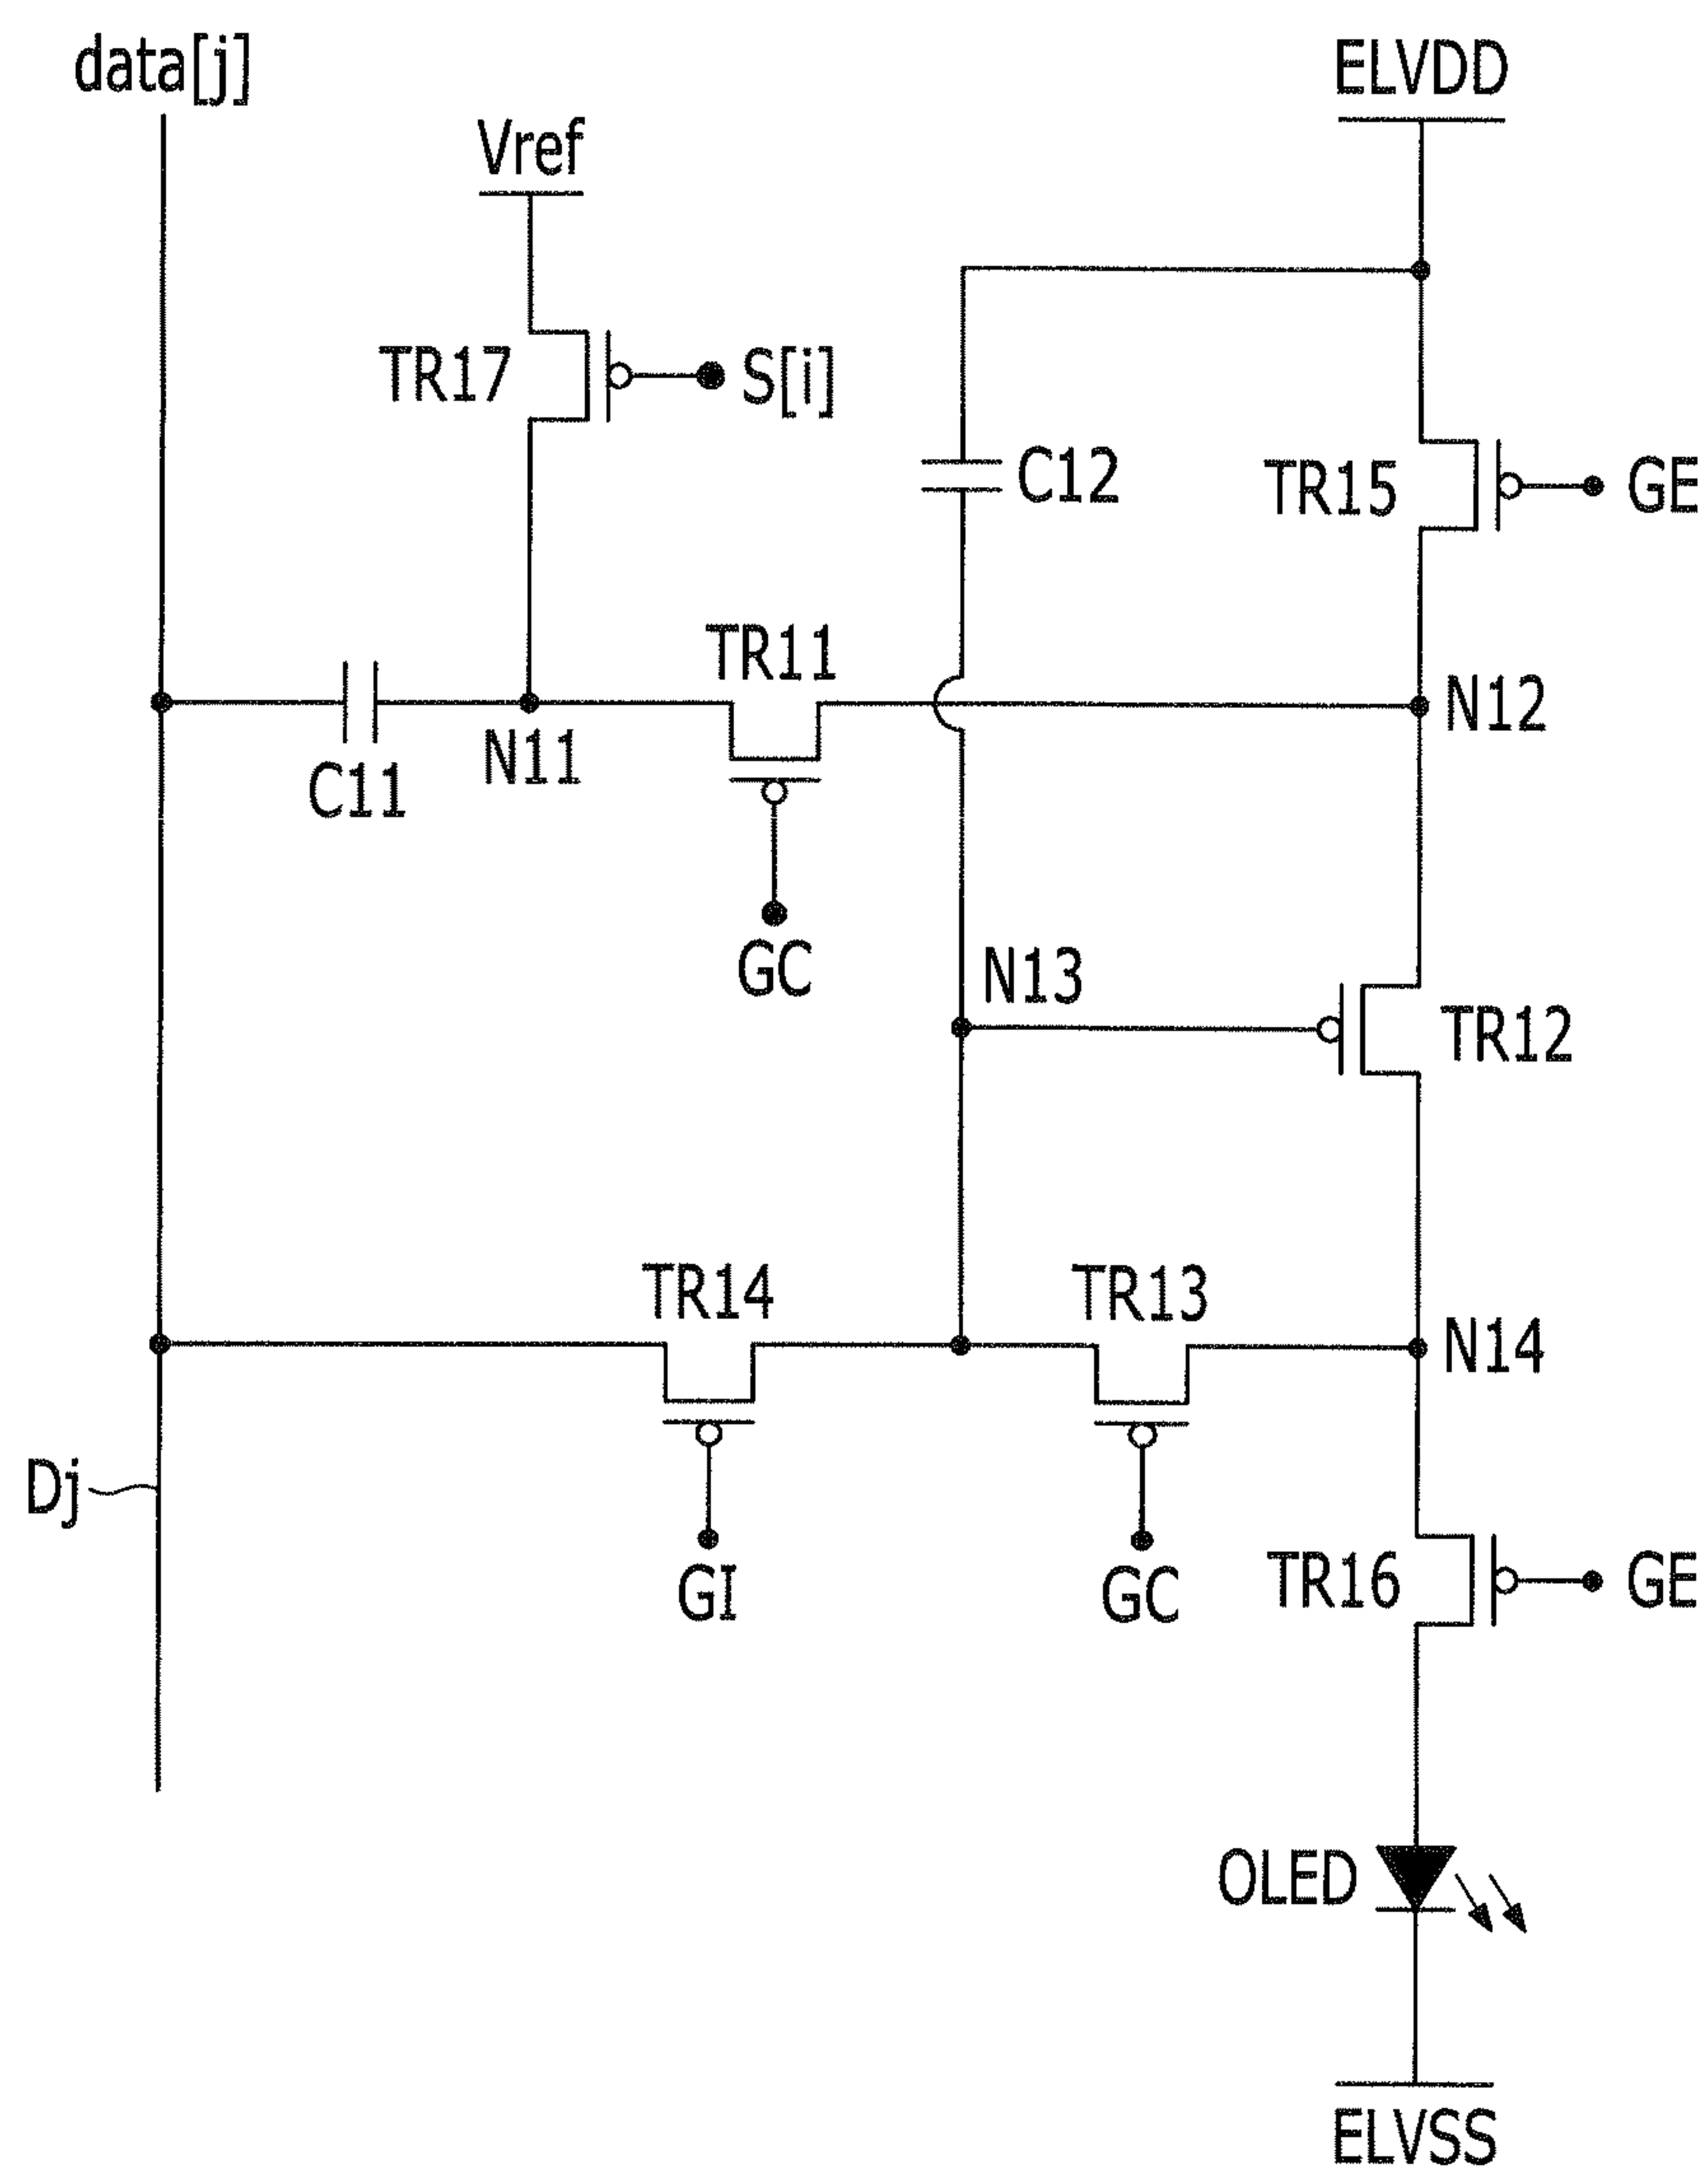 data[j]
ELVDD
Vref
TR17
S[i]
C12
TR15
GE
TR11
N12
N11
C11
GC
N13
TR12
TR14
TR13
N14
Dj
GI
GC
TR16
GE
OLED
ELVSS